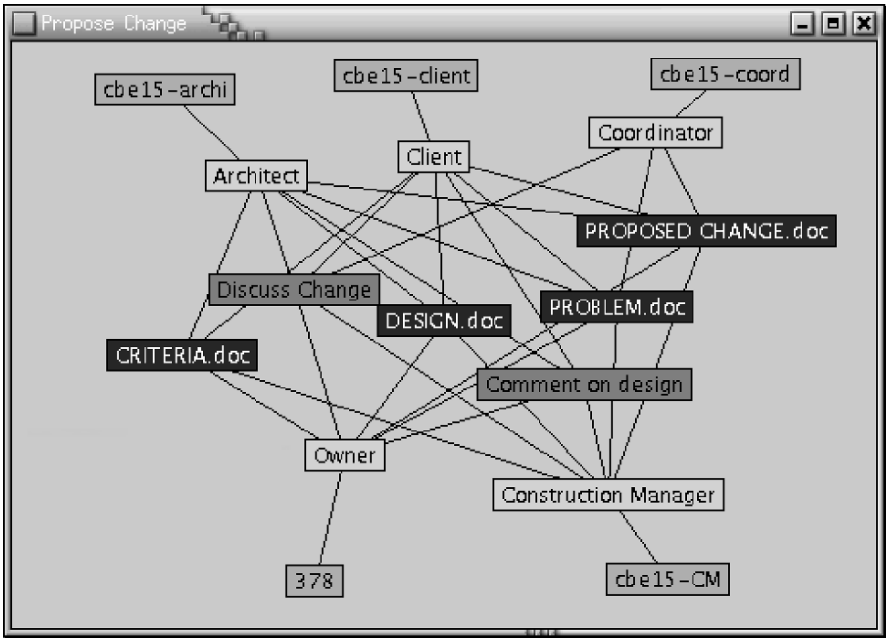 Propose Change
cbe15-archi
cbe15-client
cbe15-coord
Architect
Client
Coordinator
PROPOSED CHANGE.doc
Discuss Change
DESIGN.doc
PROBLEM.doc
CRITERIA.doc
Comment on design
Owner
Construction Manager
378
cbe15-CM